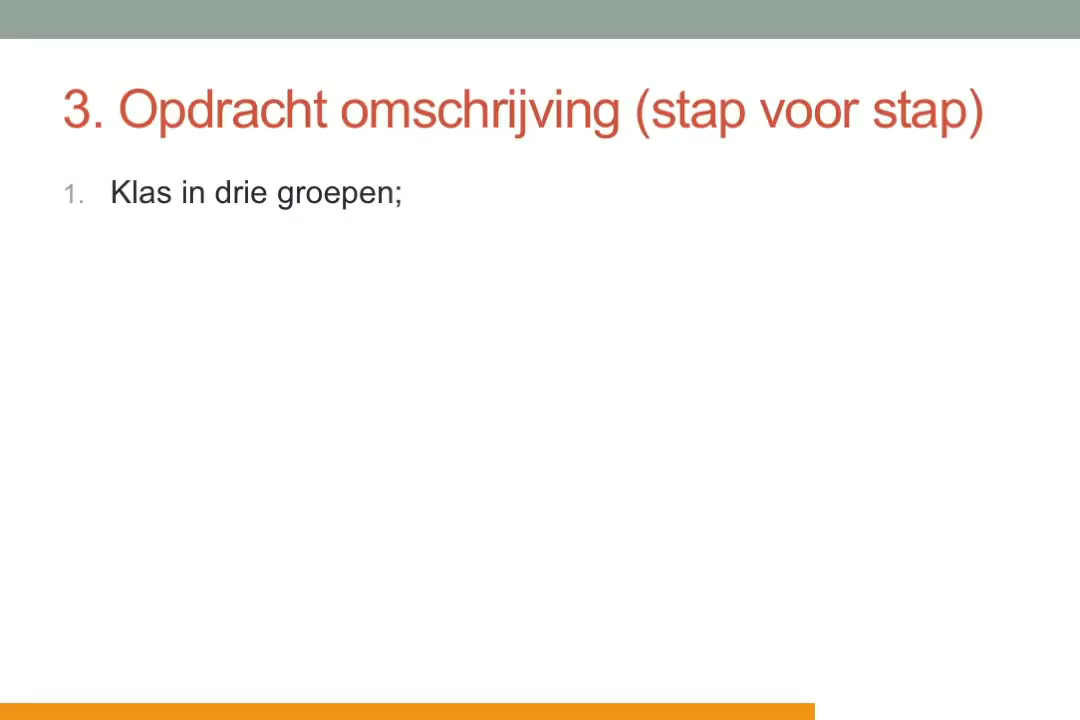 3. Opdracht omschrijving (stap voor stap)
1. Klas in drie groepen;